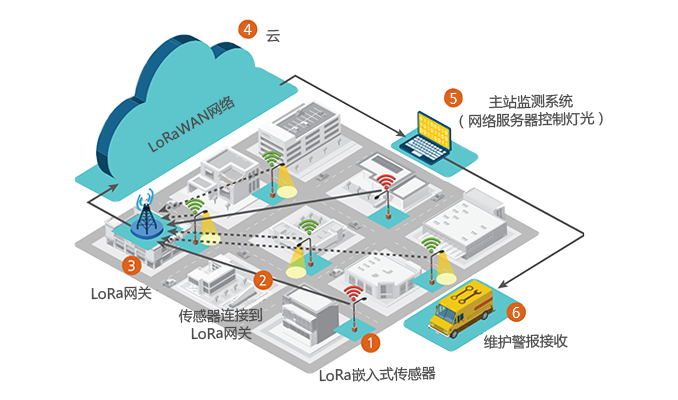 4
云
5
主站监测系统
（网络服务器控制灯光）
LoRaWAN网络
3
LoRa网关
2
传感器连接到
LoRa网关
1
LoRa嵌入式传感器
6
维护警报接收